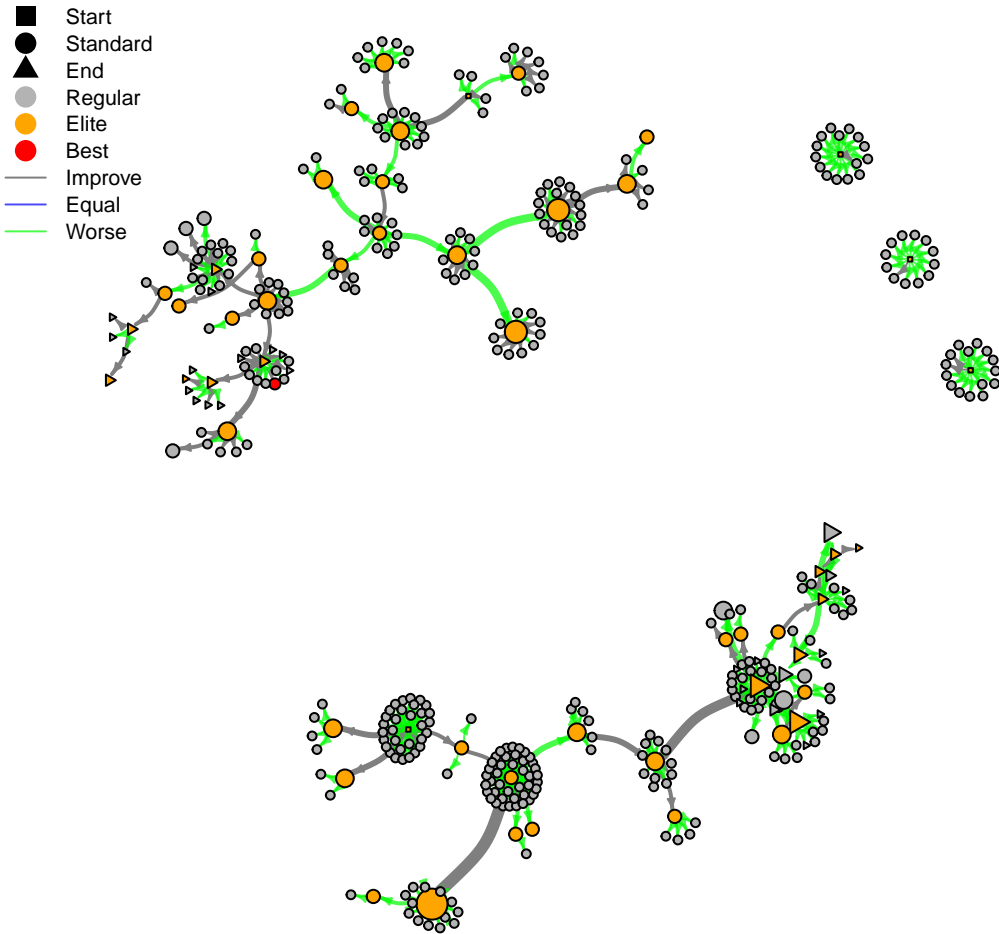 Start
Standard
End
Regular
Elite
Best
Improve
Equal
Worse